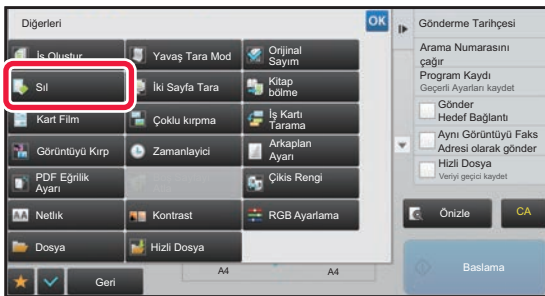 Diğerleri
OK
İş Oluştur
Yavaş Tara Mod
Orijinal
Sayım
Sıl
İki Sayfa Tara
Kitap
bölme
Kart Film
Çoklu kırpma
İş Kartı
Tarama
Görüntüyü Kırp
Zamanlayici
Arkaplan
Ayarı
PDF Eğrilik
Ayarı
Çikis Rengi
Netlık
Kontrast
RGB Ayarlama
Dosya
Hizli Dosya
Geri
A4
A4
Gönderme Tarihçesi
Arama Numarasını
çağır
Program Kaydı
Geçerli Ayarları kaydet
Gönder
Hedef Bağlantı
Aynı Görüntüyü Faks
Adresi olarak gönder
Hizli Dosya
Veriyi geçici kaydet
Önizle
CA
Baslama